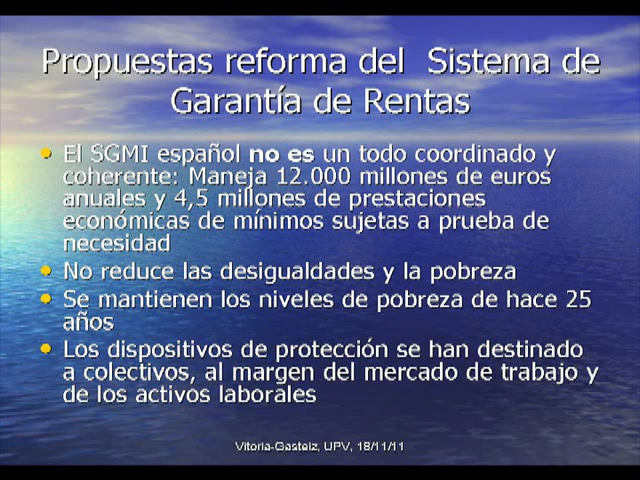 Propuestas reforma del Sistema de
Garantía de Rentas
El SGMI español no es un todo coordinado y
coherente: Maneja 12.000 millones de euros
anuales y 4,5 millones de prestaciones
económicas de mínimos sujetas a prueba de
necesidad
No reduce las desigualdades y la pobreza
Se mantienen los niveles de pobreza de hace 25
años
Los dispositivos de protección se han destinado
a colectivos, al margen del mercado de trabajo y
de los activos laborales
Vitoria-Gasteiz, UPV, 18/11/11